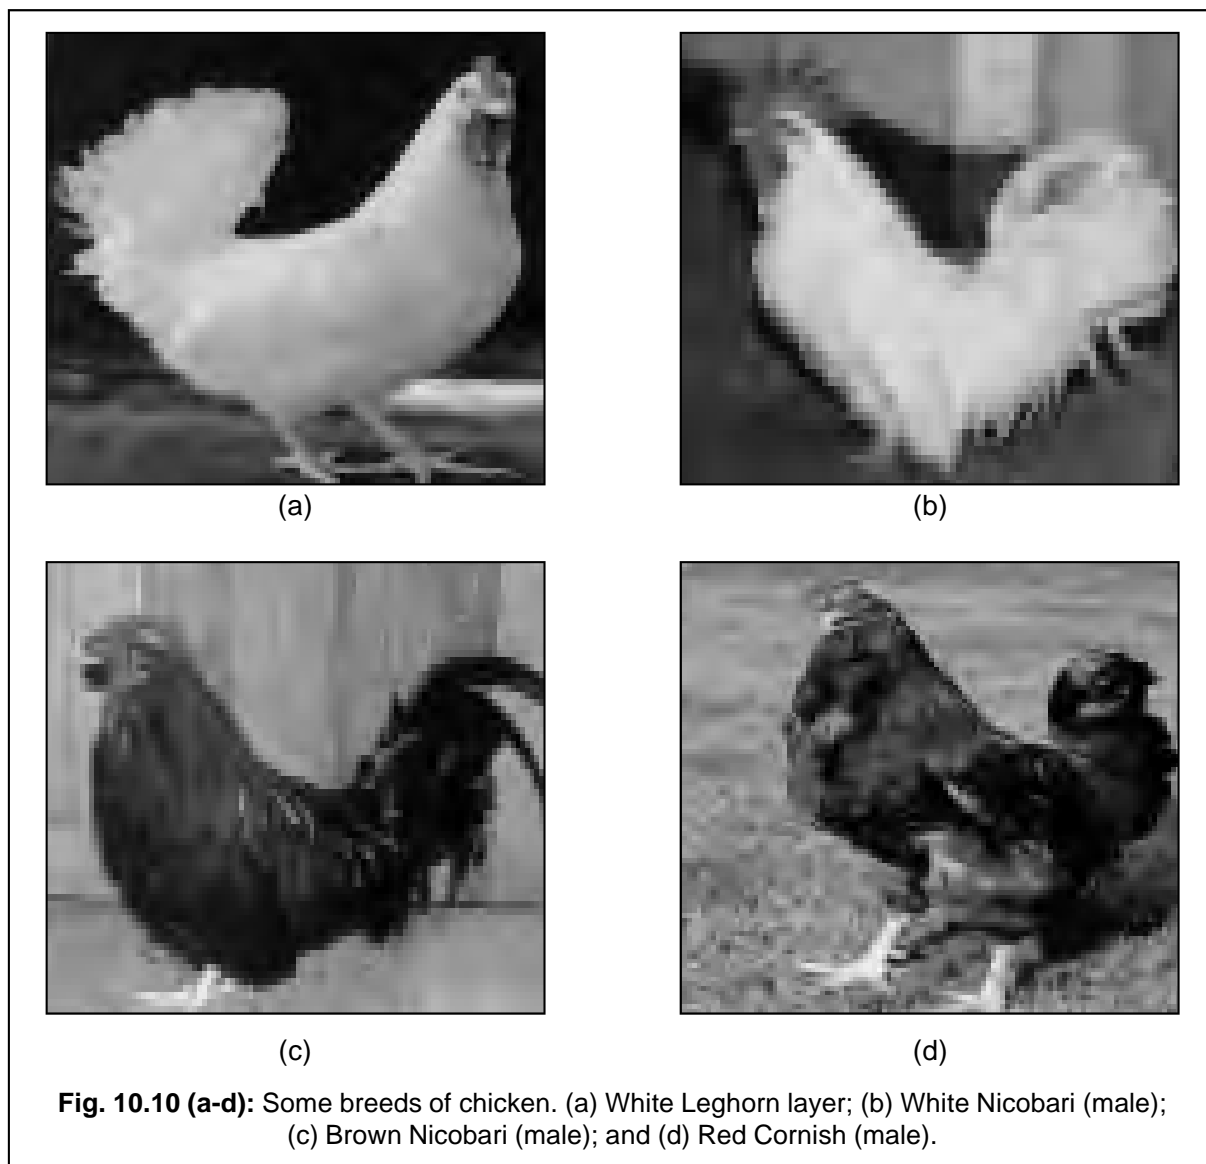 (a)
(b)
(c)
(d)
Fig. 10.10 (a-d): Some breeds of chicken. (a) White Leghorn layer; (b) White Nicobari (male);
(c) Brown Nicobari (male); and (d) Red Cornish (male).